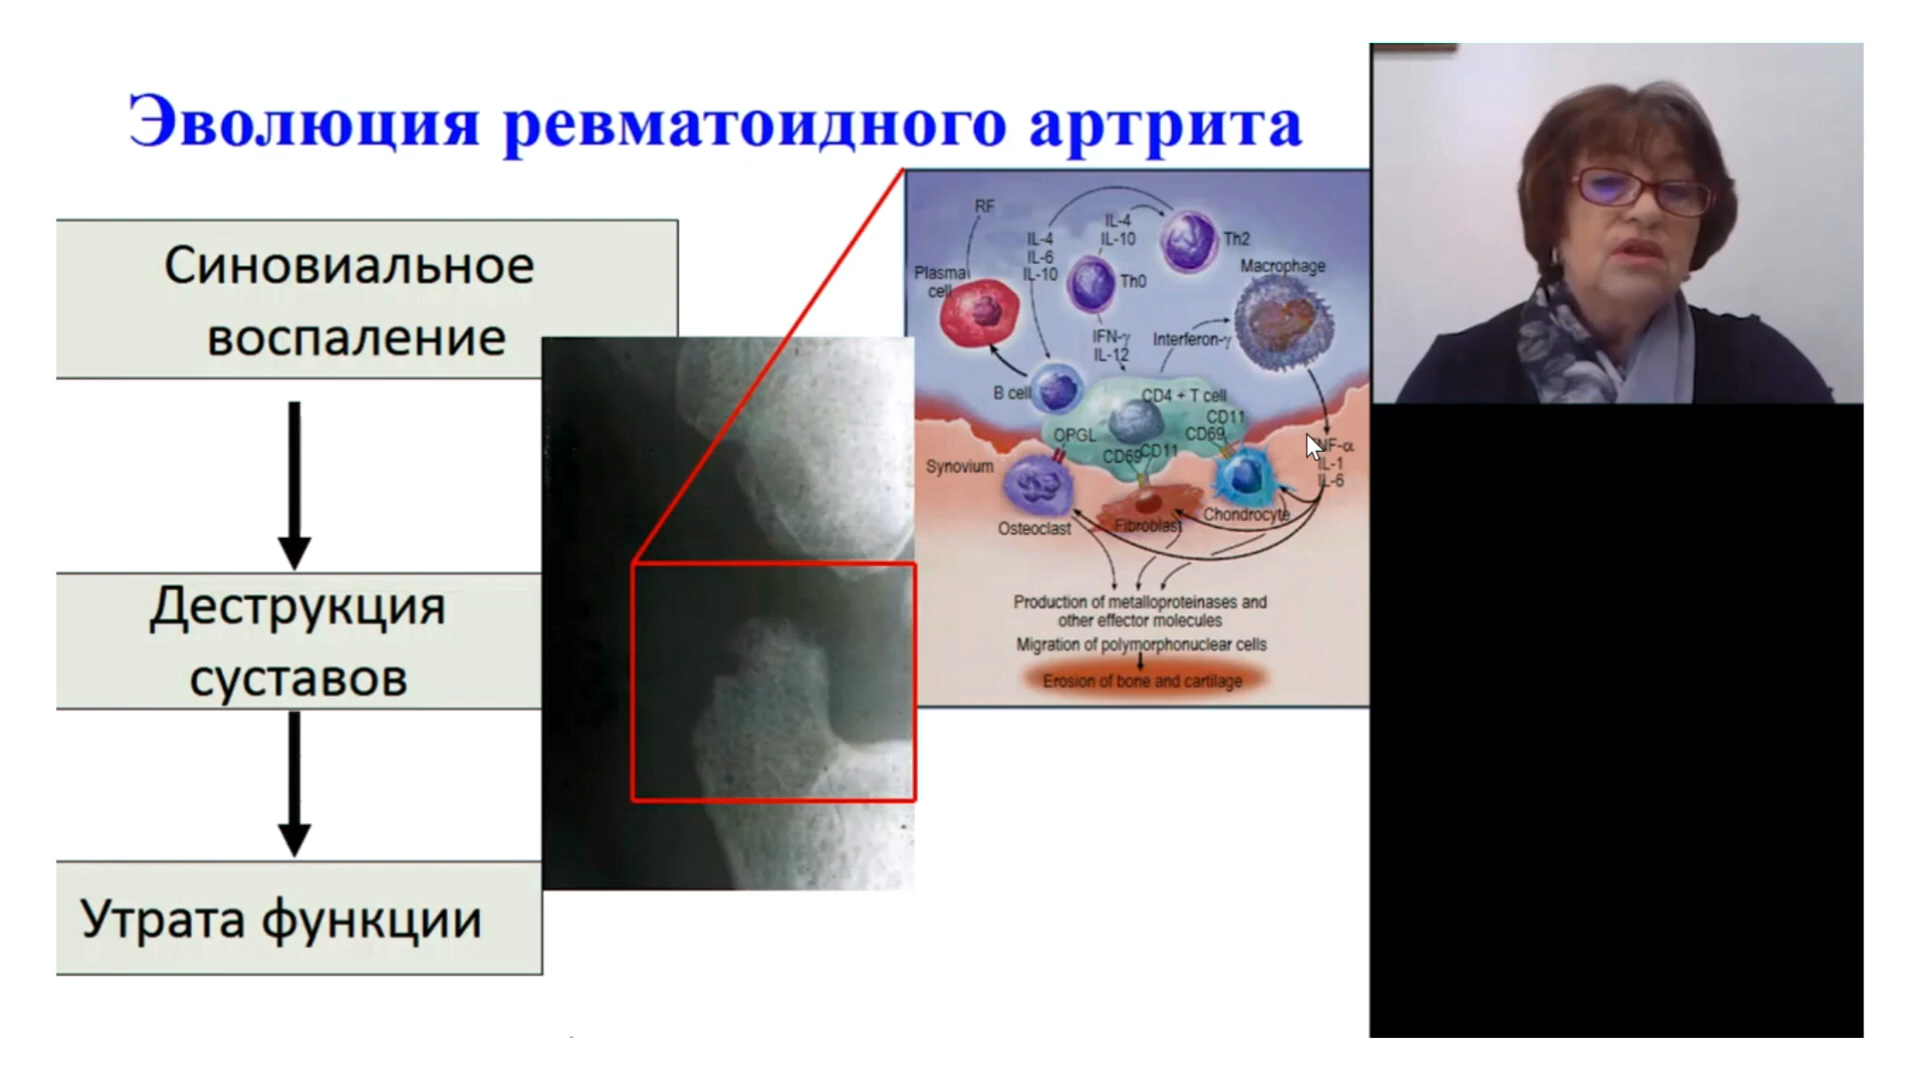 Эволюция ревматоидного артрита
Синовиальное
воспаление
Деструкция
суставов
Утрата функции
RF
IL-4
IL-6
IL-10
IL-4
IL-10
Th2
Plasma
cell
Th0
Macrophage
IFN-γ
IL-12
Interferon-γ
B cell
CD4 + T cell
CD11
CD69
OPGL
CD69
CD11
Synovium
NF-α
IL-1
IL-6
Osteoclast
Fibroblast
Chondrocyte
Production of metalloproteinases and
other effector molecules
Migration of polymorphonuclear cells
Erosion of bone and cartilage